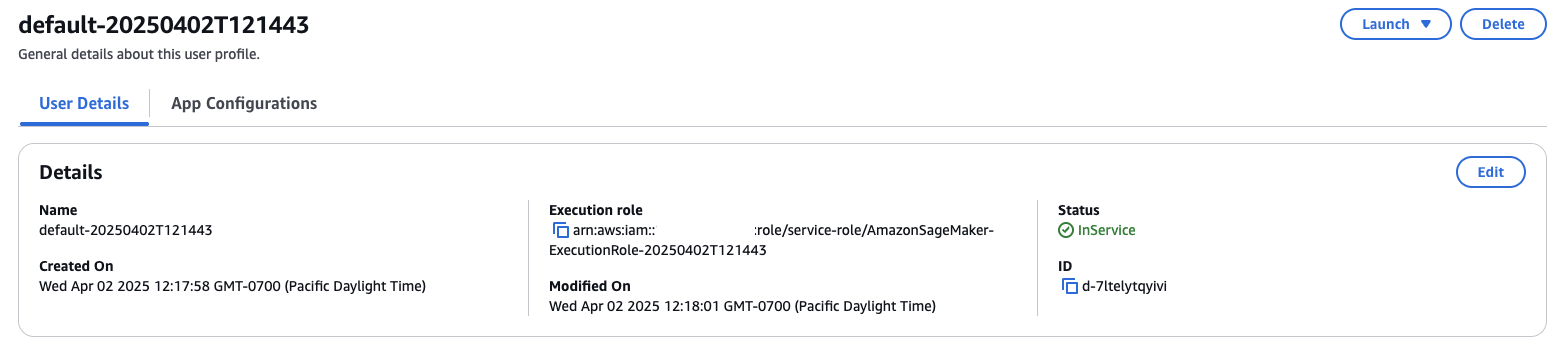 default-20250402T121443
Launch
Delete
General details about this user profile.
User Details
App Configurations
Details
Edit
Name
default-20250402T121443
Created On
Wed Apr 02 2025 12:17:58 GMT-0700 (Pacific Daylight Time)
Execution role
arn:aws:iam:: :role/service-role/AmazonSageMaker-
ExecutionRole-20250402T121443
Modified On
Wed Apr 02 2025 12:18:01 GMT-0700 (Pacific Daylight Time)
Status
InService
ID
d-7ltelytqyivi